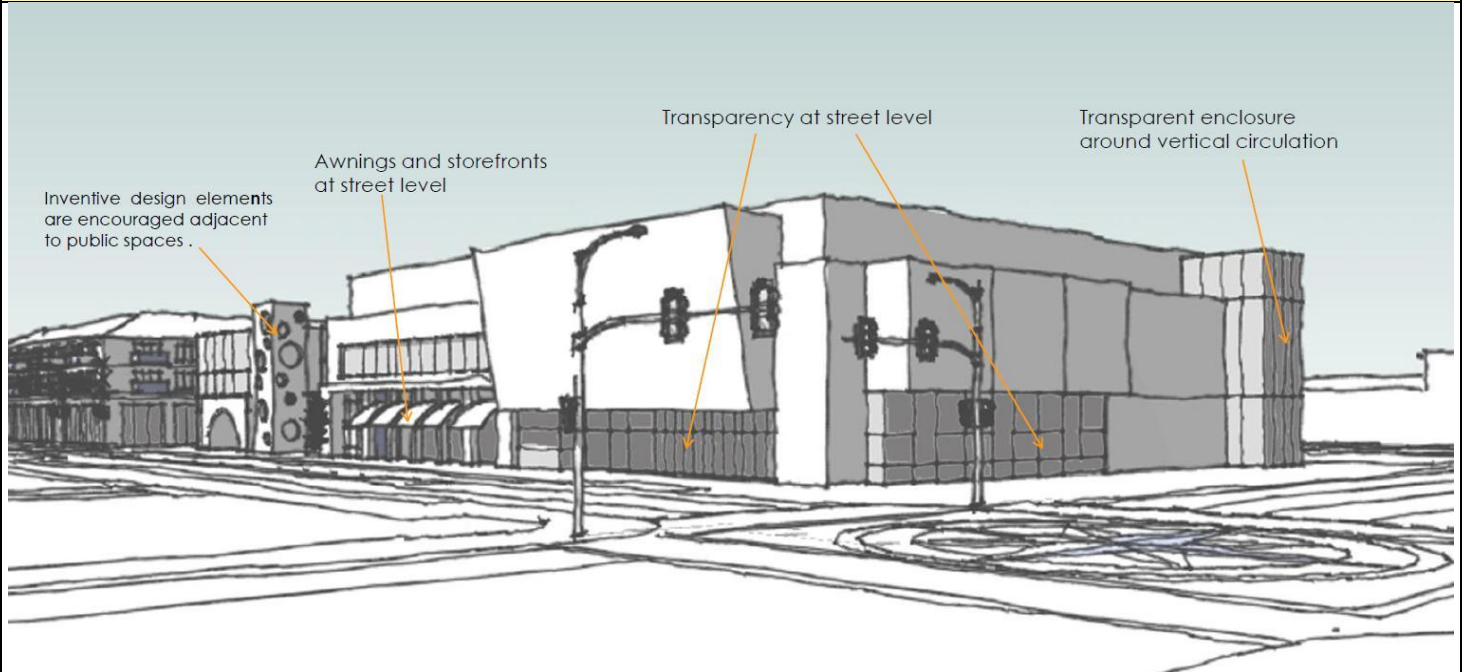 Inventive design elements
are encouraged adjacent
to public spaces .
Awnings and storefronts
at street level
Transparency at street level
Transparent enclosure
around vertical circulation